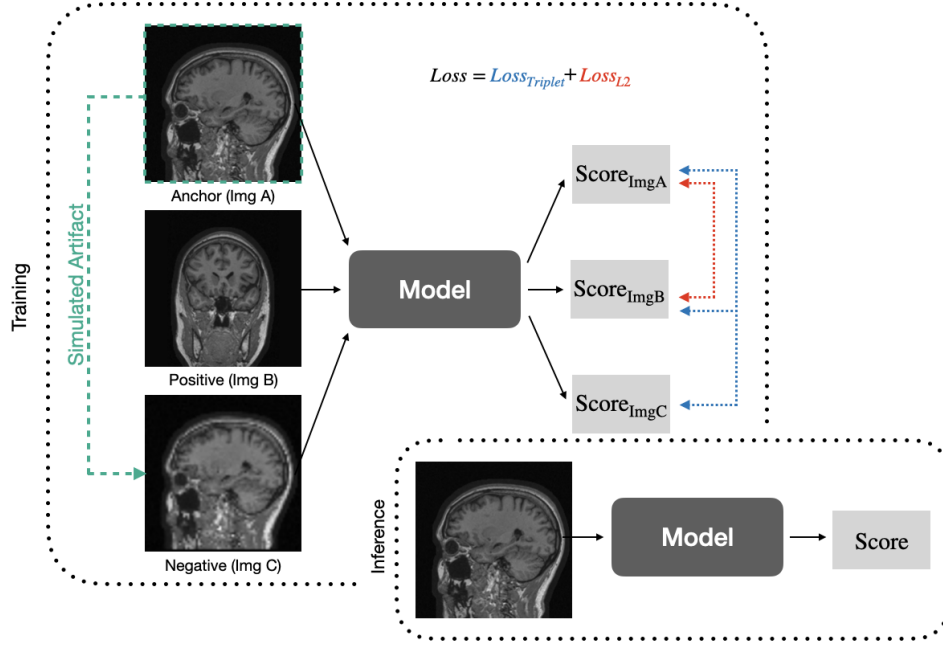 Training
Simulated Artifact
Anchor (Img A)
Positive (Img B)
Negative (Img C)
Model
Loss = Loss_Triplet + Loss_L2
Score_ImgA
Score_ImgB
Score_ImgC
Inference
Model
Score